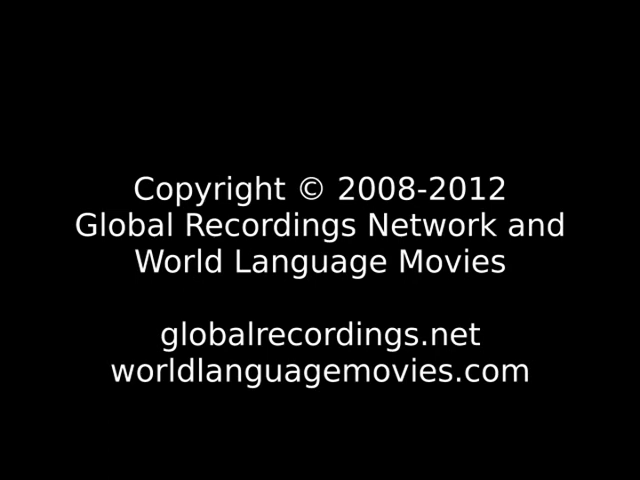 Copyright © 2008-2012
Global Recordings Network and
World Language Movies
globalrecordings.net
worldlanguagemovies.com